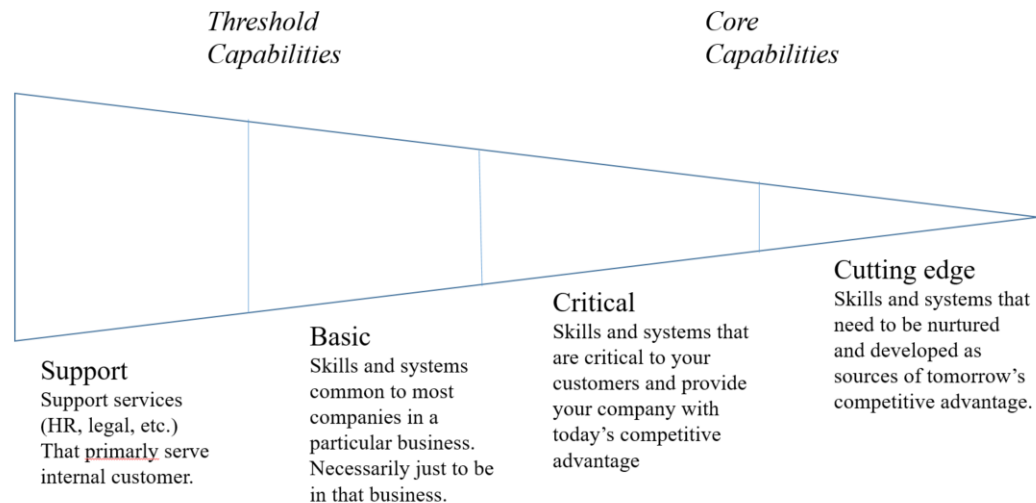 Threshold
Capabilities
Core
Capabilities
Support
Support services
(HR, legal, etc.)
That primarly serve
internal customer.
Basic
Skills and systems
common to most
companies in a
particular business.
Necessarily just to be
in that business.
Critical
Skills and systems that
are critical to your
customers and provide
your company with
today’s competitive
advantage
Cutting edge
Skills and systems that
need to be nurtured
and developed as
sources of tomorrow’s
competitive advantage.